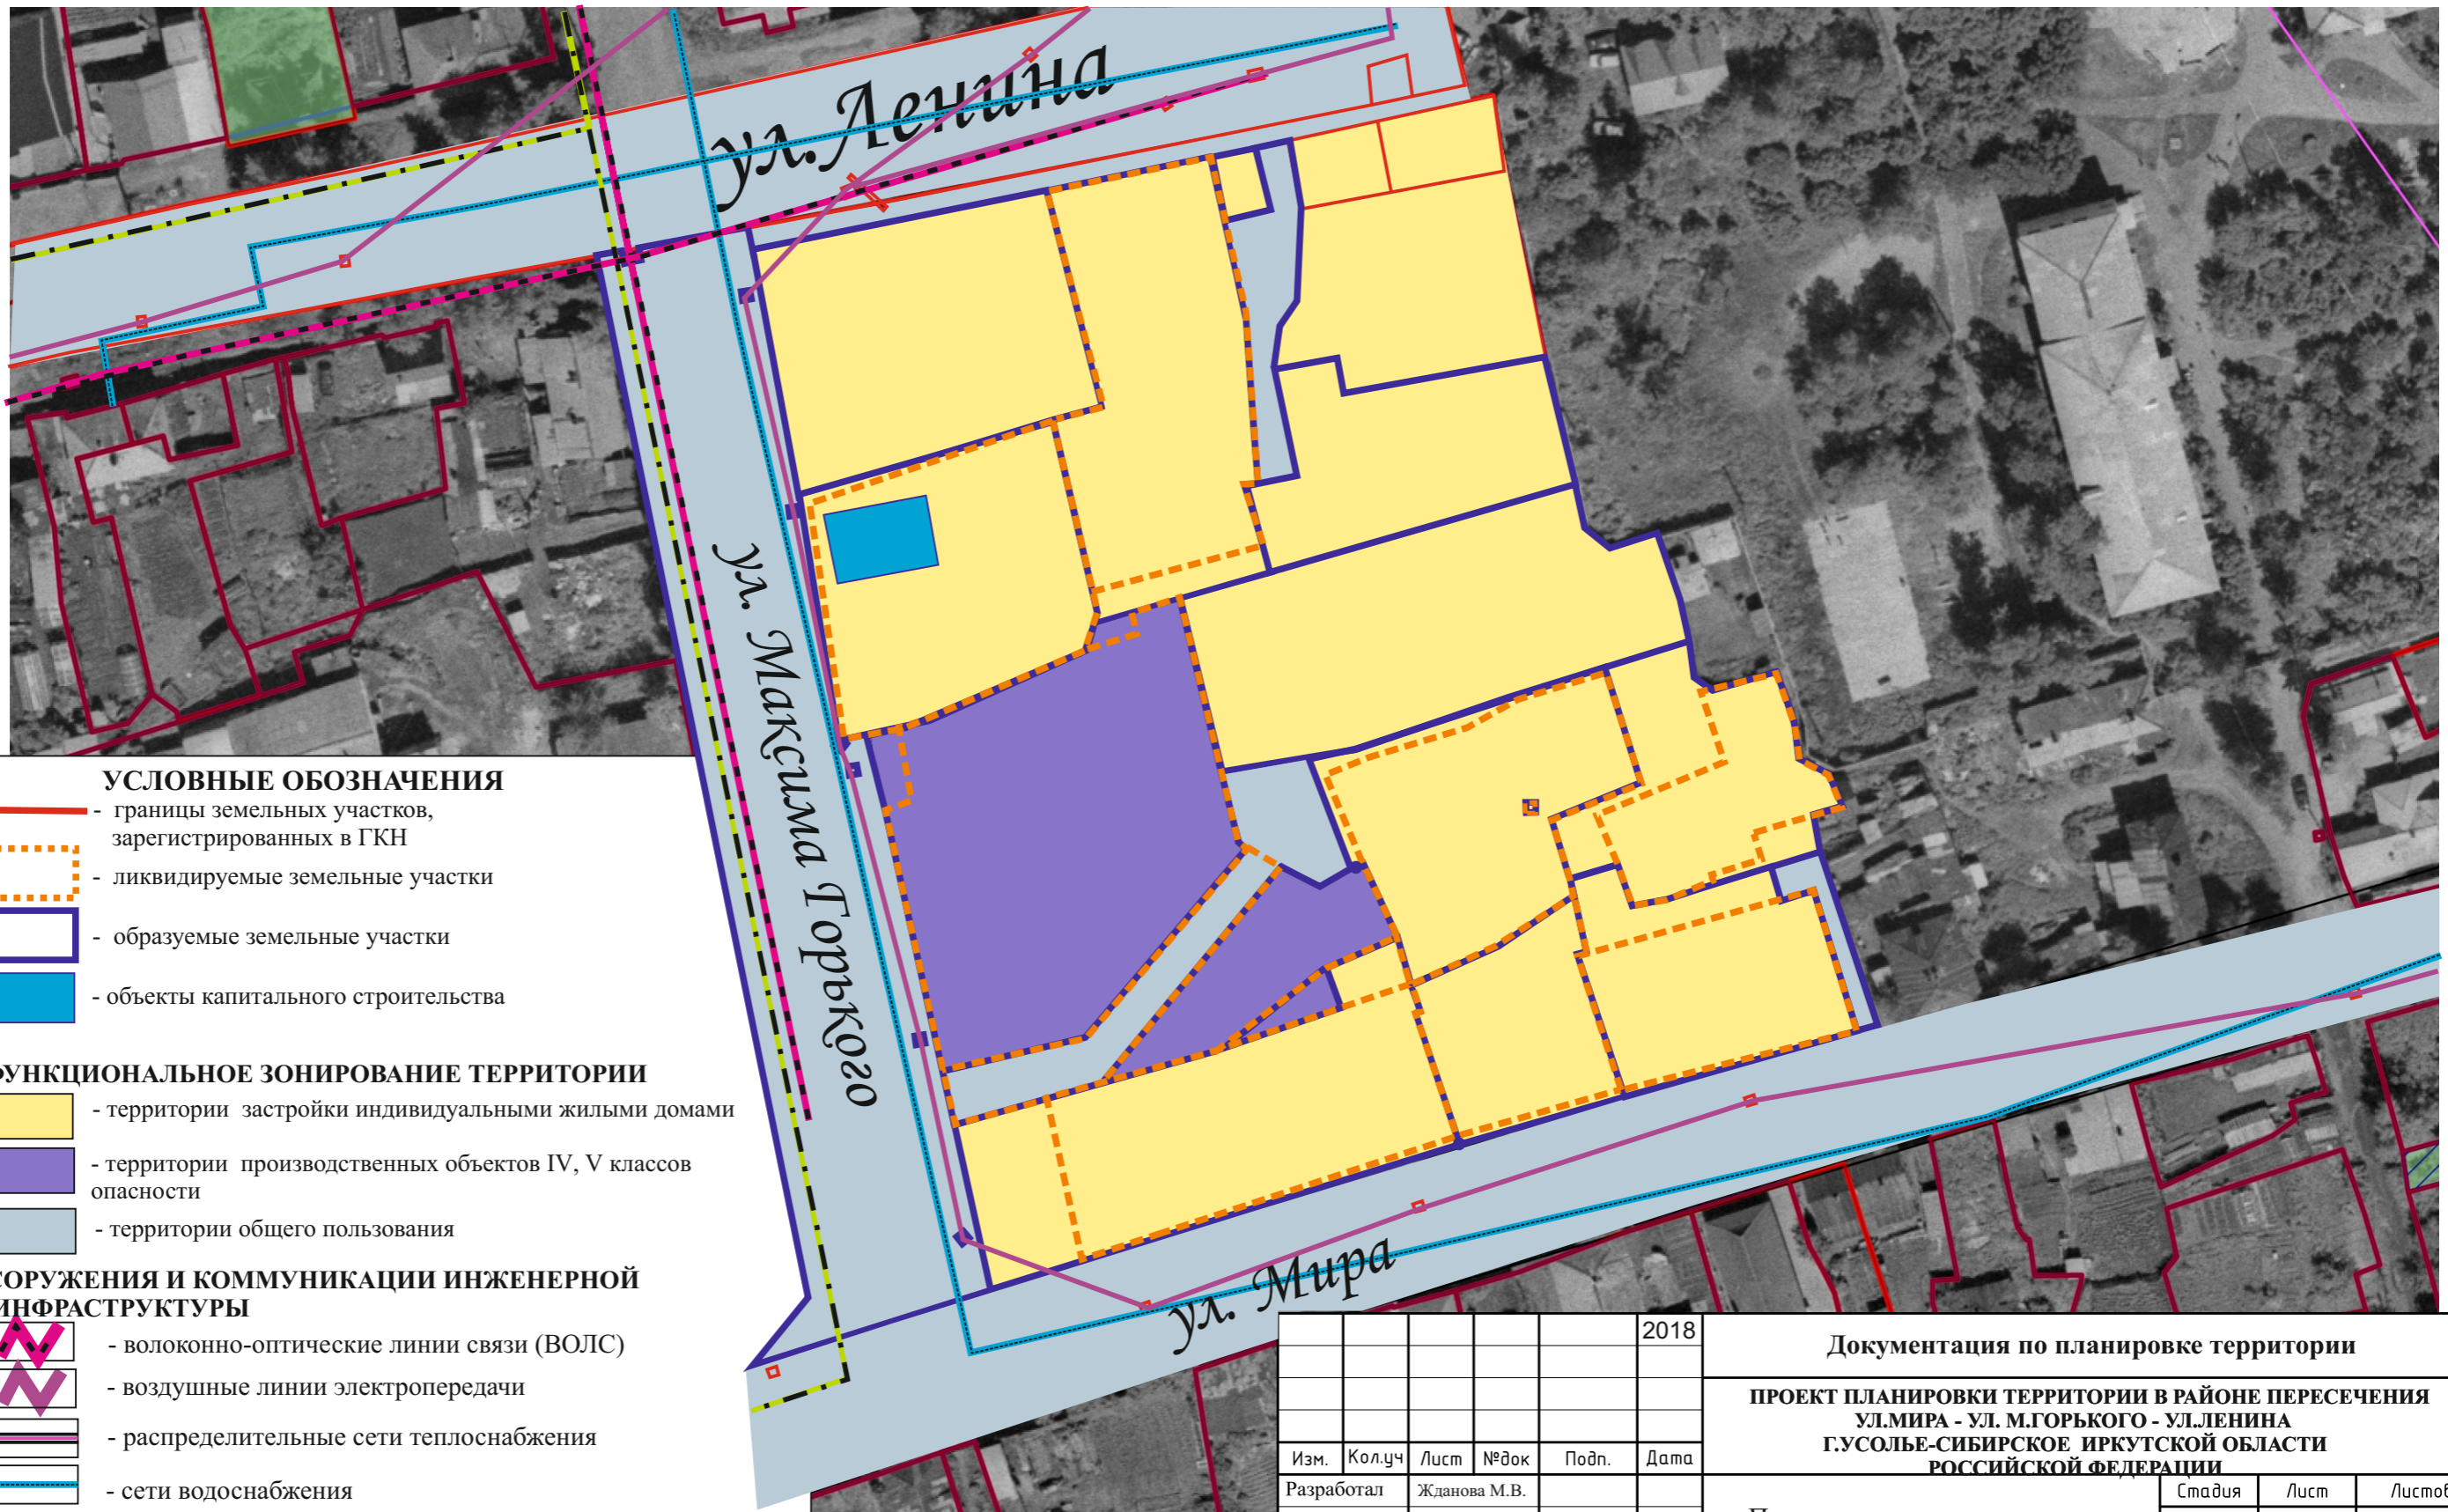 ул.Ленина
ул. Максима Горького
ул. Мира
УСЛОВНЫЕ ОБОЗНАЧЕНИЯ
- границы земельных участков,
зарегистрированных в ГКН
- ликвидируемые земельные участки
- образуемые земельные участки
- объекты капитального строительства
ФУНКЦИОНАЛЬНОЕ ЗОНИРОВАНИЕ ТЕРРИТОРИИ
- территории застройки индивидуальными жилыми домами
- территории производственных объектов IV, V классов
опасности
- территории общего пользования
СООРУЖЕНИЯ И КОММУНИКАЦИИ ИНЖЕНЕРНОЙ
ИНФРАСТРУКТУРЫ
- волоконно-оптические линии связи (ВОЛС)
- воздушные линии электропередачи
- распределительные сети теплоснабжения
- сети водоснабжения
2018
Документация по планировке территории
ПРОЕКТ ПЛАНИРОВКИ ТЕРРИТОРИИ В РАЙОНЕ ПЕРЕСЕЧЕНИЯ
УЛ.МИРА - УЛ. М.ГОРЬКОГО - УЛ.ЛЕНИНА
Г.УСОЛЬЕ-СИБИРСКОЕ ИРКУТСКОЙ ОБЛАСТИ
РОССИЙСКОЙ ФЕДЕРАЦИИ
Изм. Кол.уч Лист №док Подп. Дата
Разработал Жданова М.В.
Стадия Лист